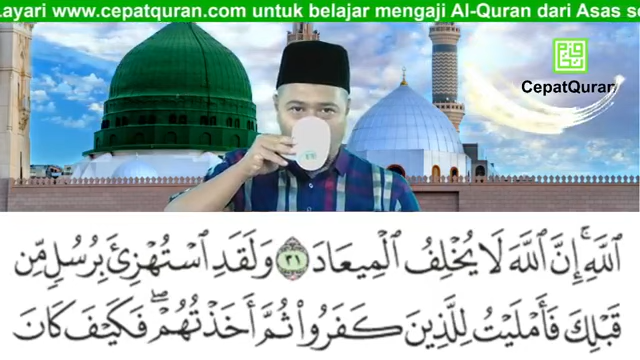 Layari www.cepatquran.com untuk belajar mengaji Al-Quran dari Asas se
CepatQuran
ٱللَّهِۚ إِنَّ ٱللَّهَ لَا يُخْلِفُ ٱلْمِيعَادَ ٣١ وَلَقَدِ ٱسْتُهْزِئَ بِرُسُلٍ مِّن
قَبْلِكَ فَأَمْلَيْتُ لِلَّذِينَ كَفَرُوا۟ ثُمَّ أَخَذْتُهُمْۖ فَكَيْفَ كَانَ